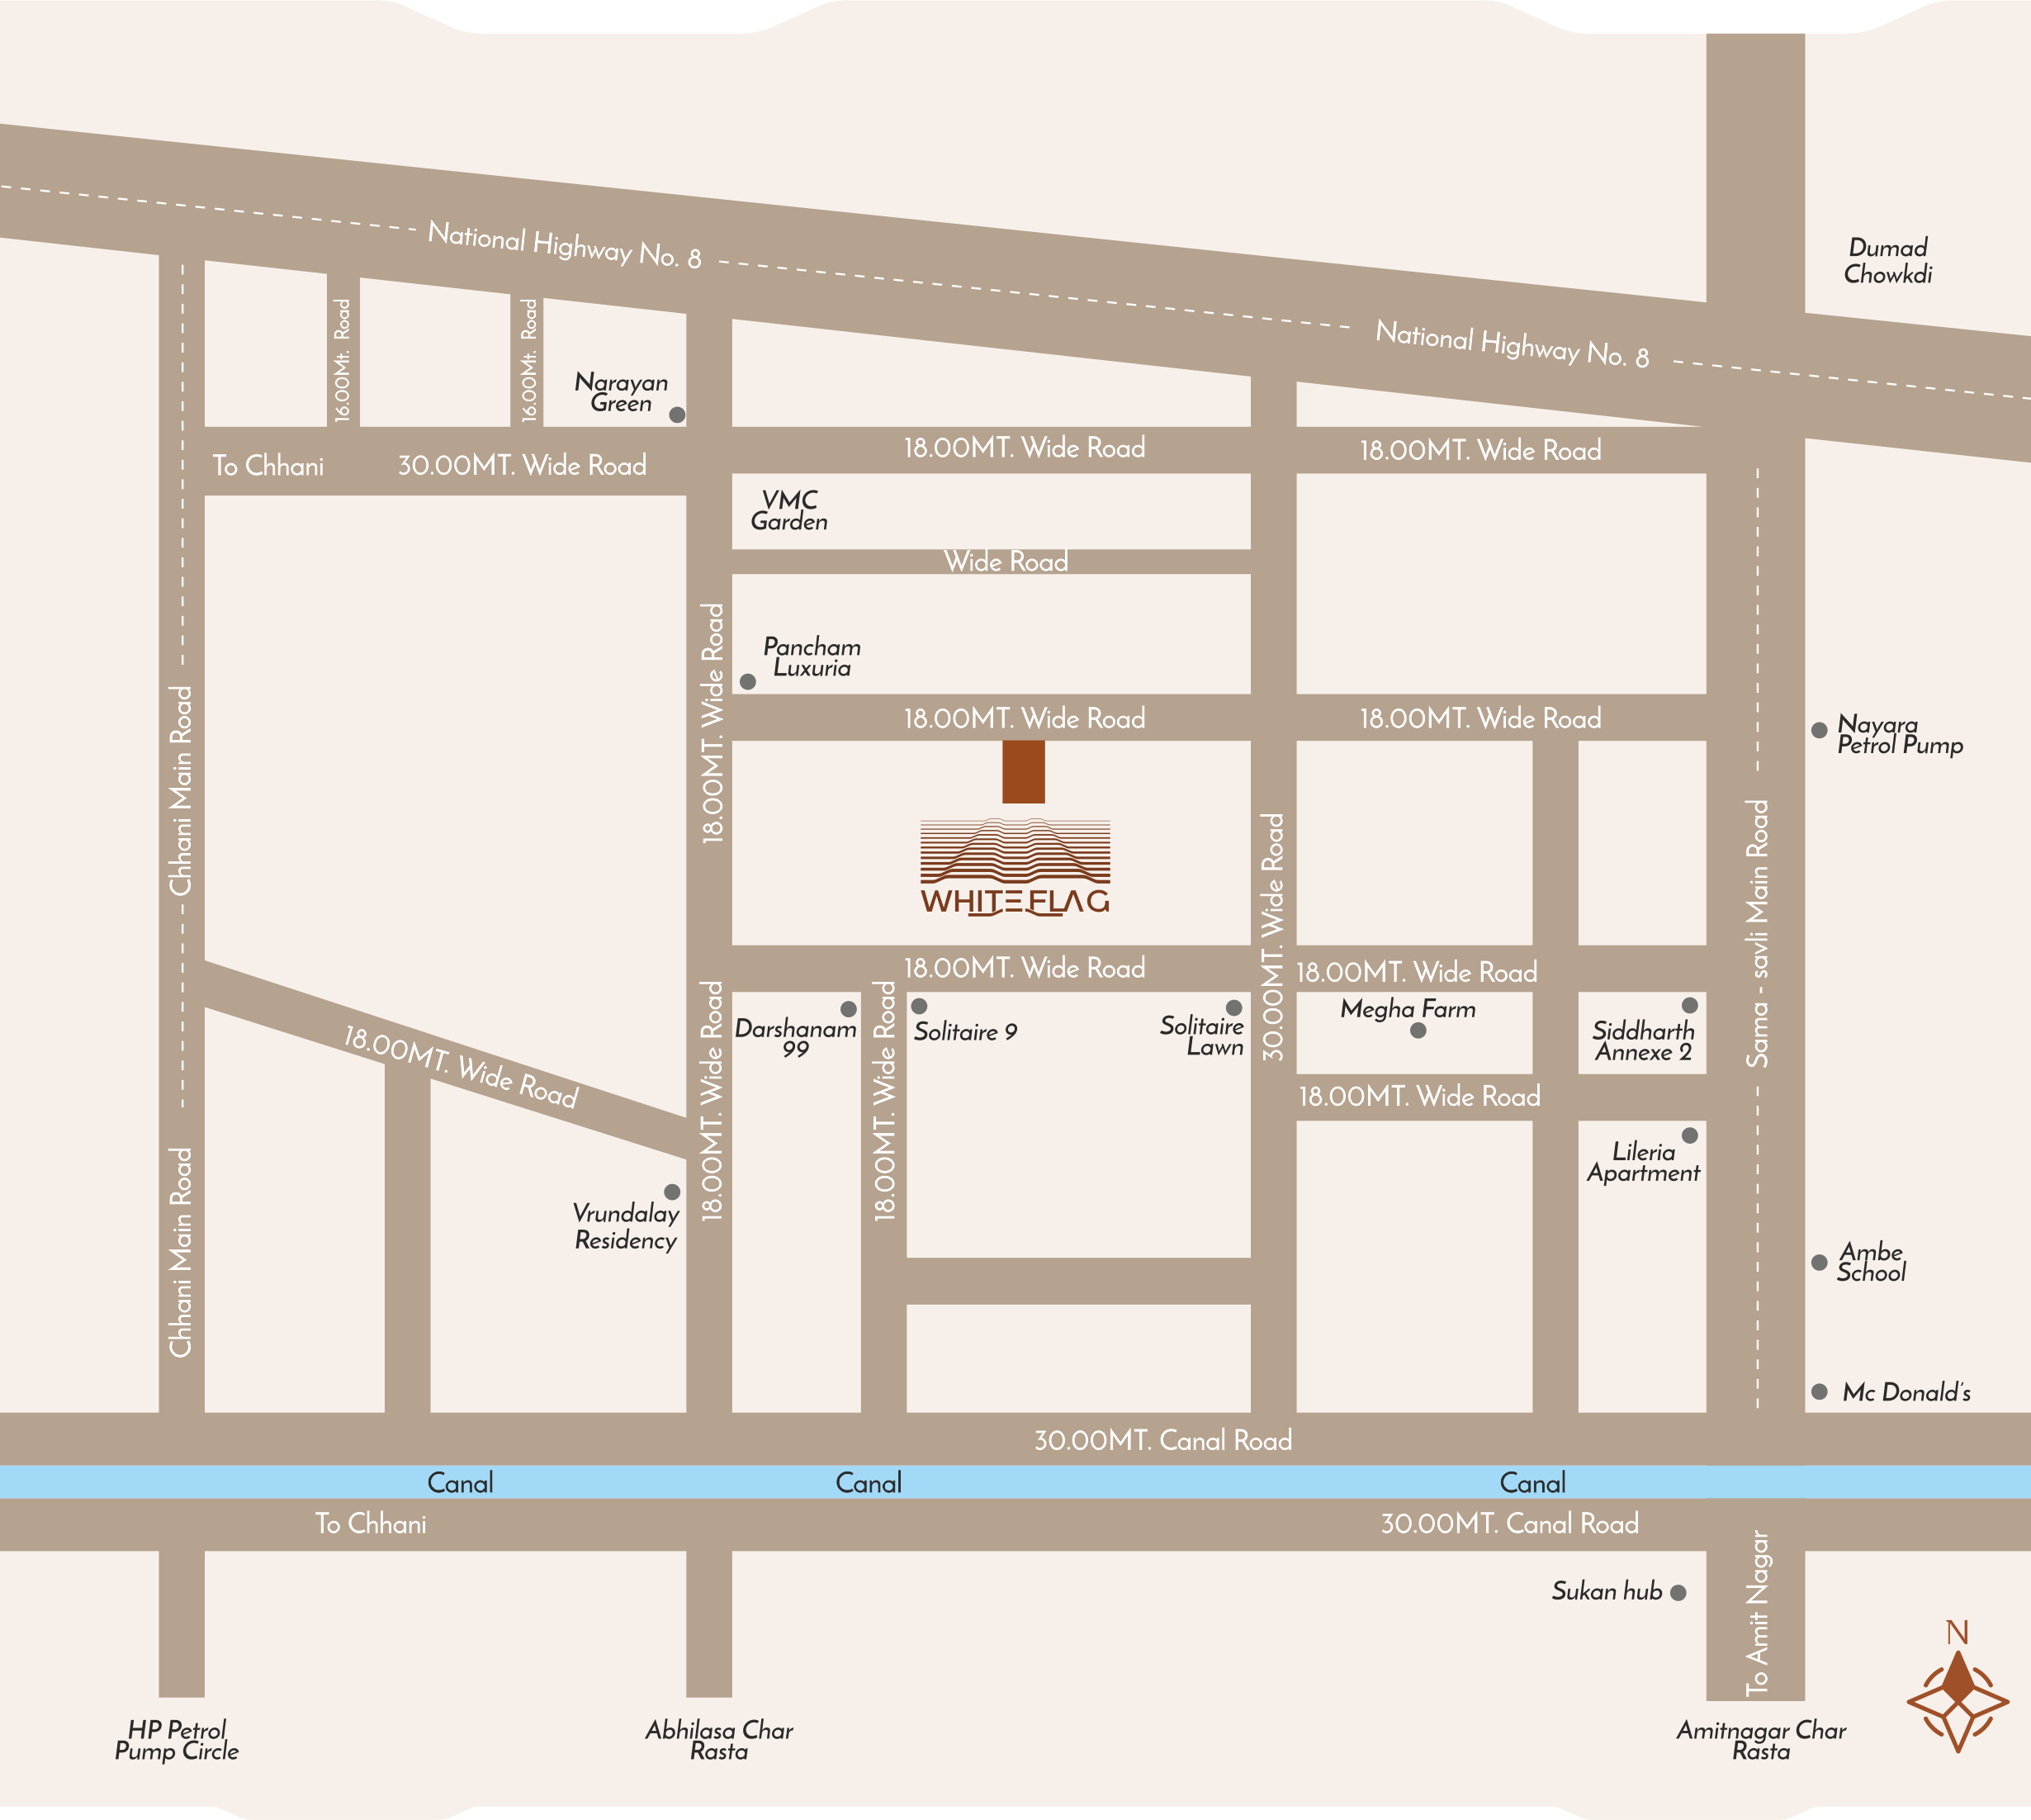 National Highway No. 8
Dumad
Chowkdi
National Highway No. 8
16.00Mt. Road
16.00Mt. Road
Narayan
Green
To Chhani
30.00MT. Wide Road
18.00MT. Wide Road
18.00MT. Wide Road
VMC
Garden
Wide Road
Pancham
Luxuria
18.00MT. Wide Road
18.00MT. Wide Road
18.00MT. Wide Road
Nayara
Petrol Pump
Chhani Main Road
WHITEFLAG
30.00MT. Wide Road
Sama - savli Main Road
18.00MT. Wide Road
18.00MT. Wide Road
18.00MT. Wide Road
Darshanam
99
Solitaire 9
Solitaire
Lawn
Megha Farm
Siddharth
Annexe 2
18.00MT. Wide Road
18.00MT. Wide Road
18.00MT. Wide Road
Lileria
Apartment
Vrundalay
Residency
Chhani Main Road
Ambe
School
Mc Donald's
30.00MT. Canal Road
Canal
Canal
Canal
To Chhani
30.00MT. Canal Road
Sukan hub
To Amit Nagar
N
HP Petrol
Pump Circle
Abhilasa Char
Rasta
Amitnagar Char
Rasta